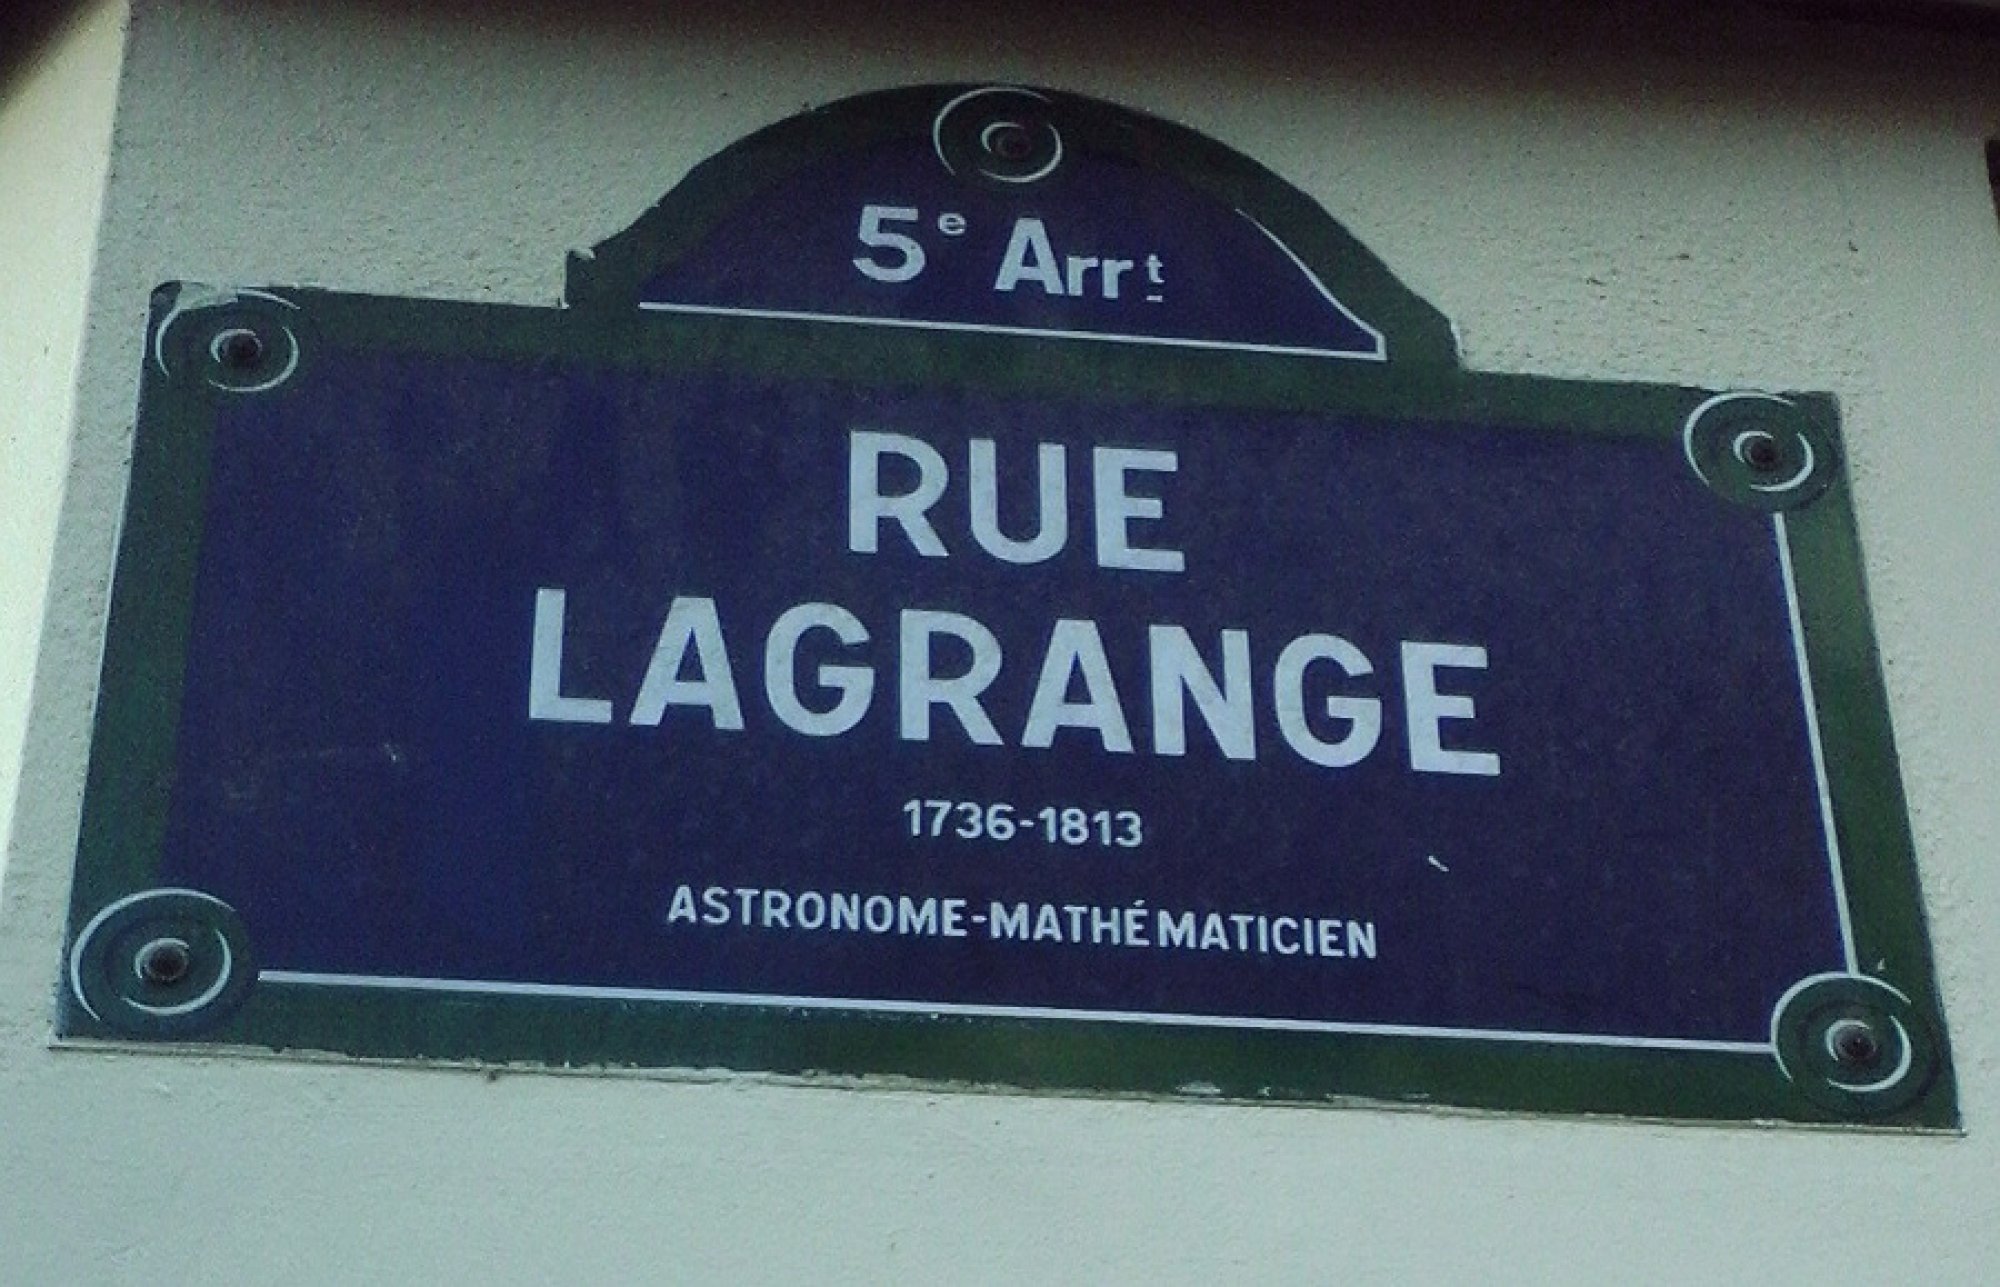 5e Arrt
RUE
LAGRANGE
1736-1813
ASTRONOME-MATHÉMATICIEN